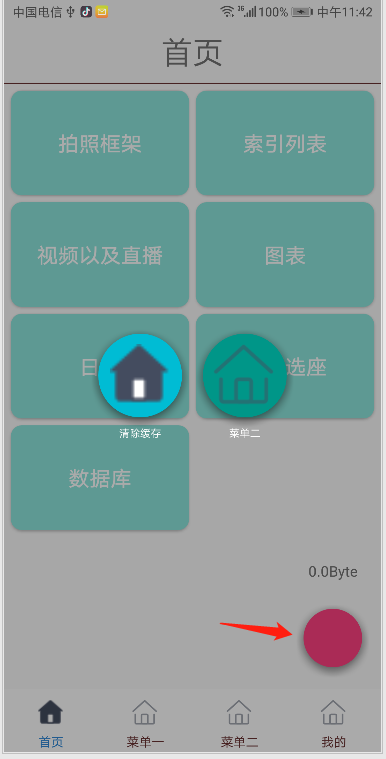 中国电信 100% 中午11:42
首页
拍照框架 索引列表
视频以及直播 图表
日 选座
清除缓存 菜单二
数据库
0.0Byte
首页 菜单一 菜单二 我的